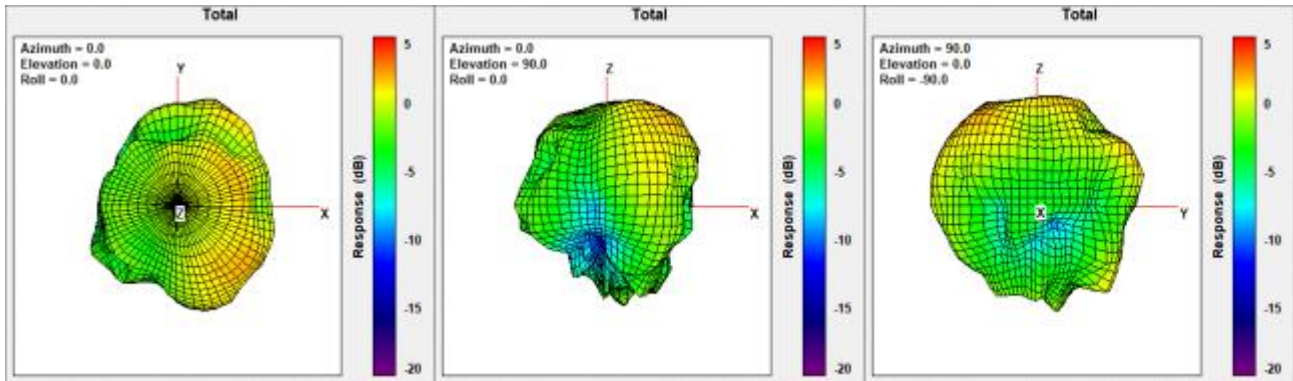 Total
Azimuth = 0.0
Elevation = 0.0
Roll = 0.0
Y
Z
X
Response (dB)
5
0
-5
-10
-15
-20
Total
Azimuth = 0.0
Elevation = 90.0
Roll = 0.0
Z
X
Response (dB)
5
0
-5
-10
-15
-20
Total
Azimuth = 90.0
Elevation = 0.0
Roll = -90.0
Z
X
Y
Response (dB)
5
0
-5
-10
-15
-20